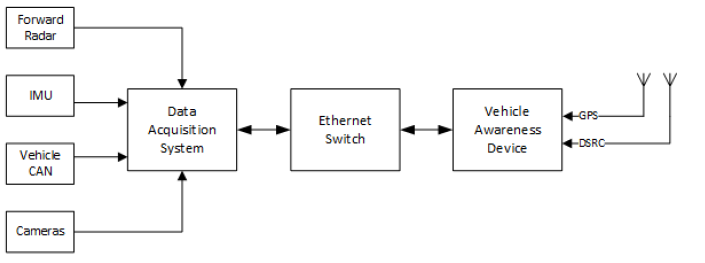 Forward
Radar
IMU
Vehicle
CAN
Cameras
Data
Acquisition
System
Ethernet
Switch
Vehicle
Awareness
Device
GPS
DSRC